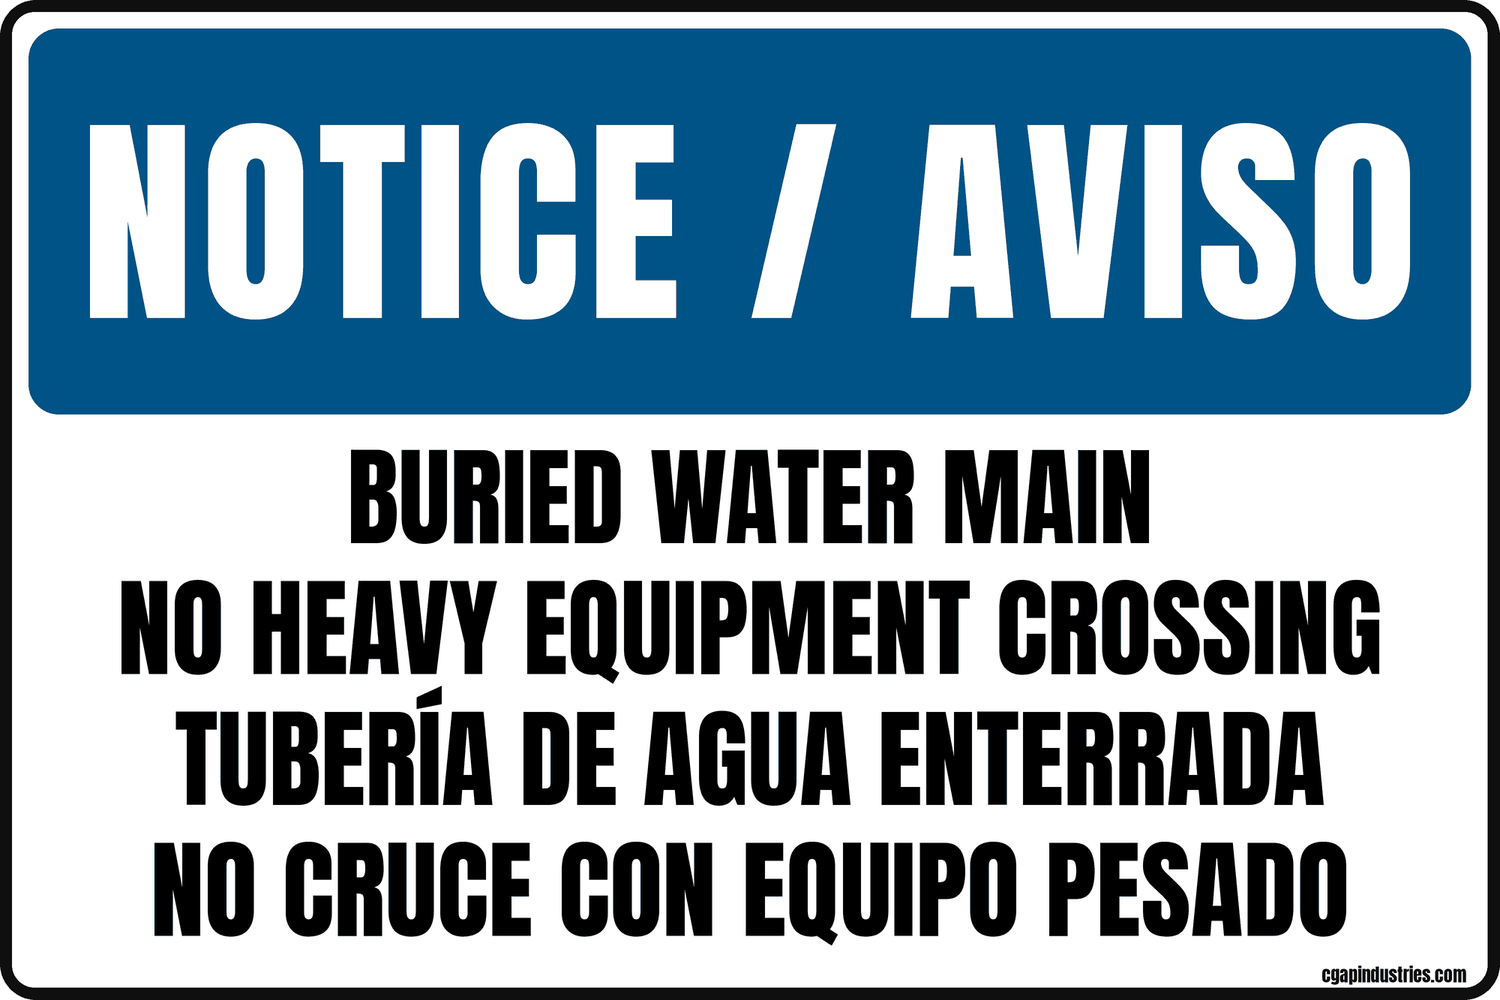 NOTICE / AVISO
BURIED WATER MAIN
NO HEAVY EQUIPMENT CROSSING
TUBERÍA DE AGUA ENTERRADA
NO CRUCE CON EQUIPO PESADO
cgapindustries.com